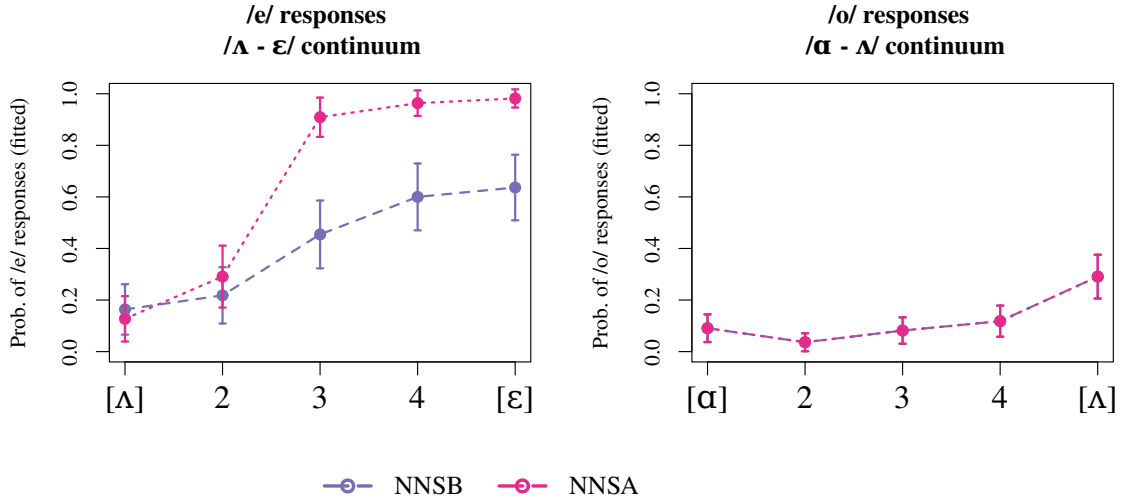 /e/ responses
/ʌ - ɛ/ continuum
Prob. of /e/ responses (fitted)
1.0
0.8
0.6
0.4
0.2
0.0
[ʌ] 2 3 4 [ɛ]
/o/ responses
/ɑ - ʌ/ continuum
Prob. of /o/ responses (fitted)
1.0
0.8
0.6
0.4
0.2
0.0
[ɑ] 2 3 4 [ʌ]
NNSB NNSA